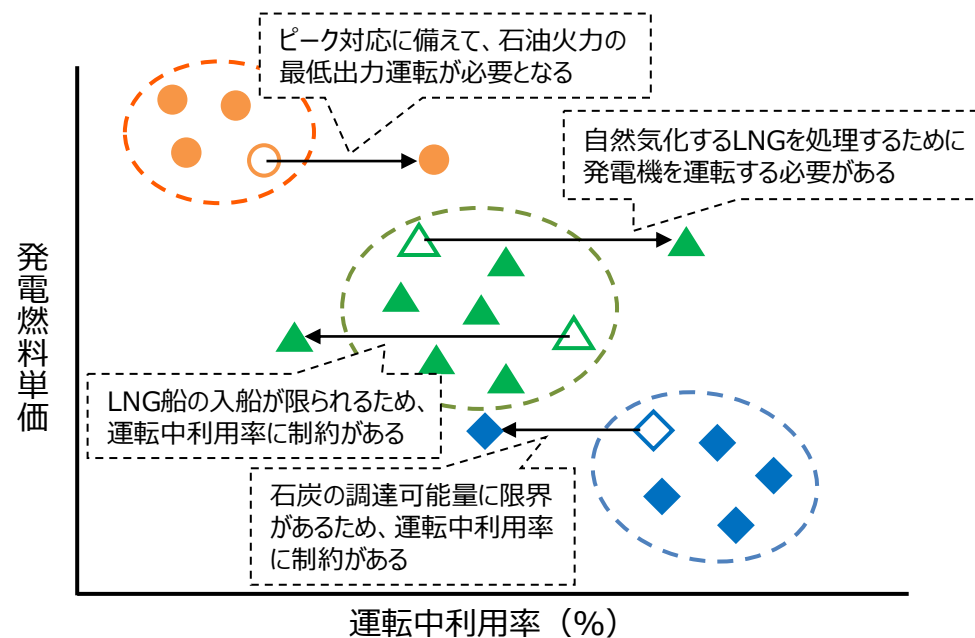 ピーク対応に備えて、石油火力の
最低出力運転が必要となる
自然気化するLNGを処理するために
発電機を運転する必要がある
発電燃料単価
LNG船の入船が限られるため、
運転中利用率に制約がある
石炭の調達可能量に限界
があるため、運転中利用率
に制約がある
運転中利用率（%）